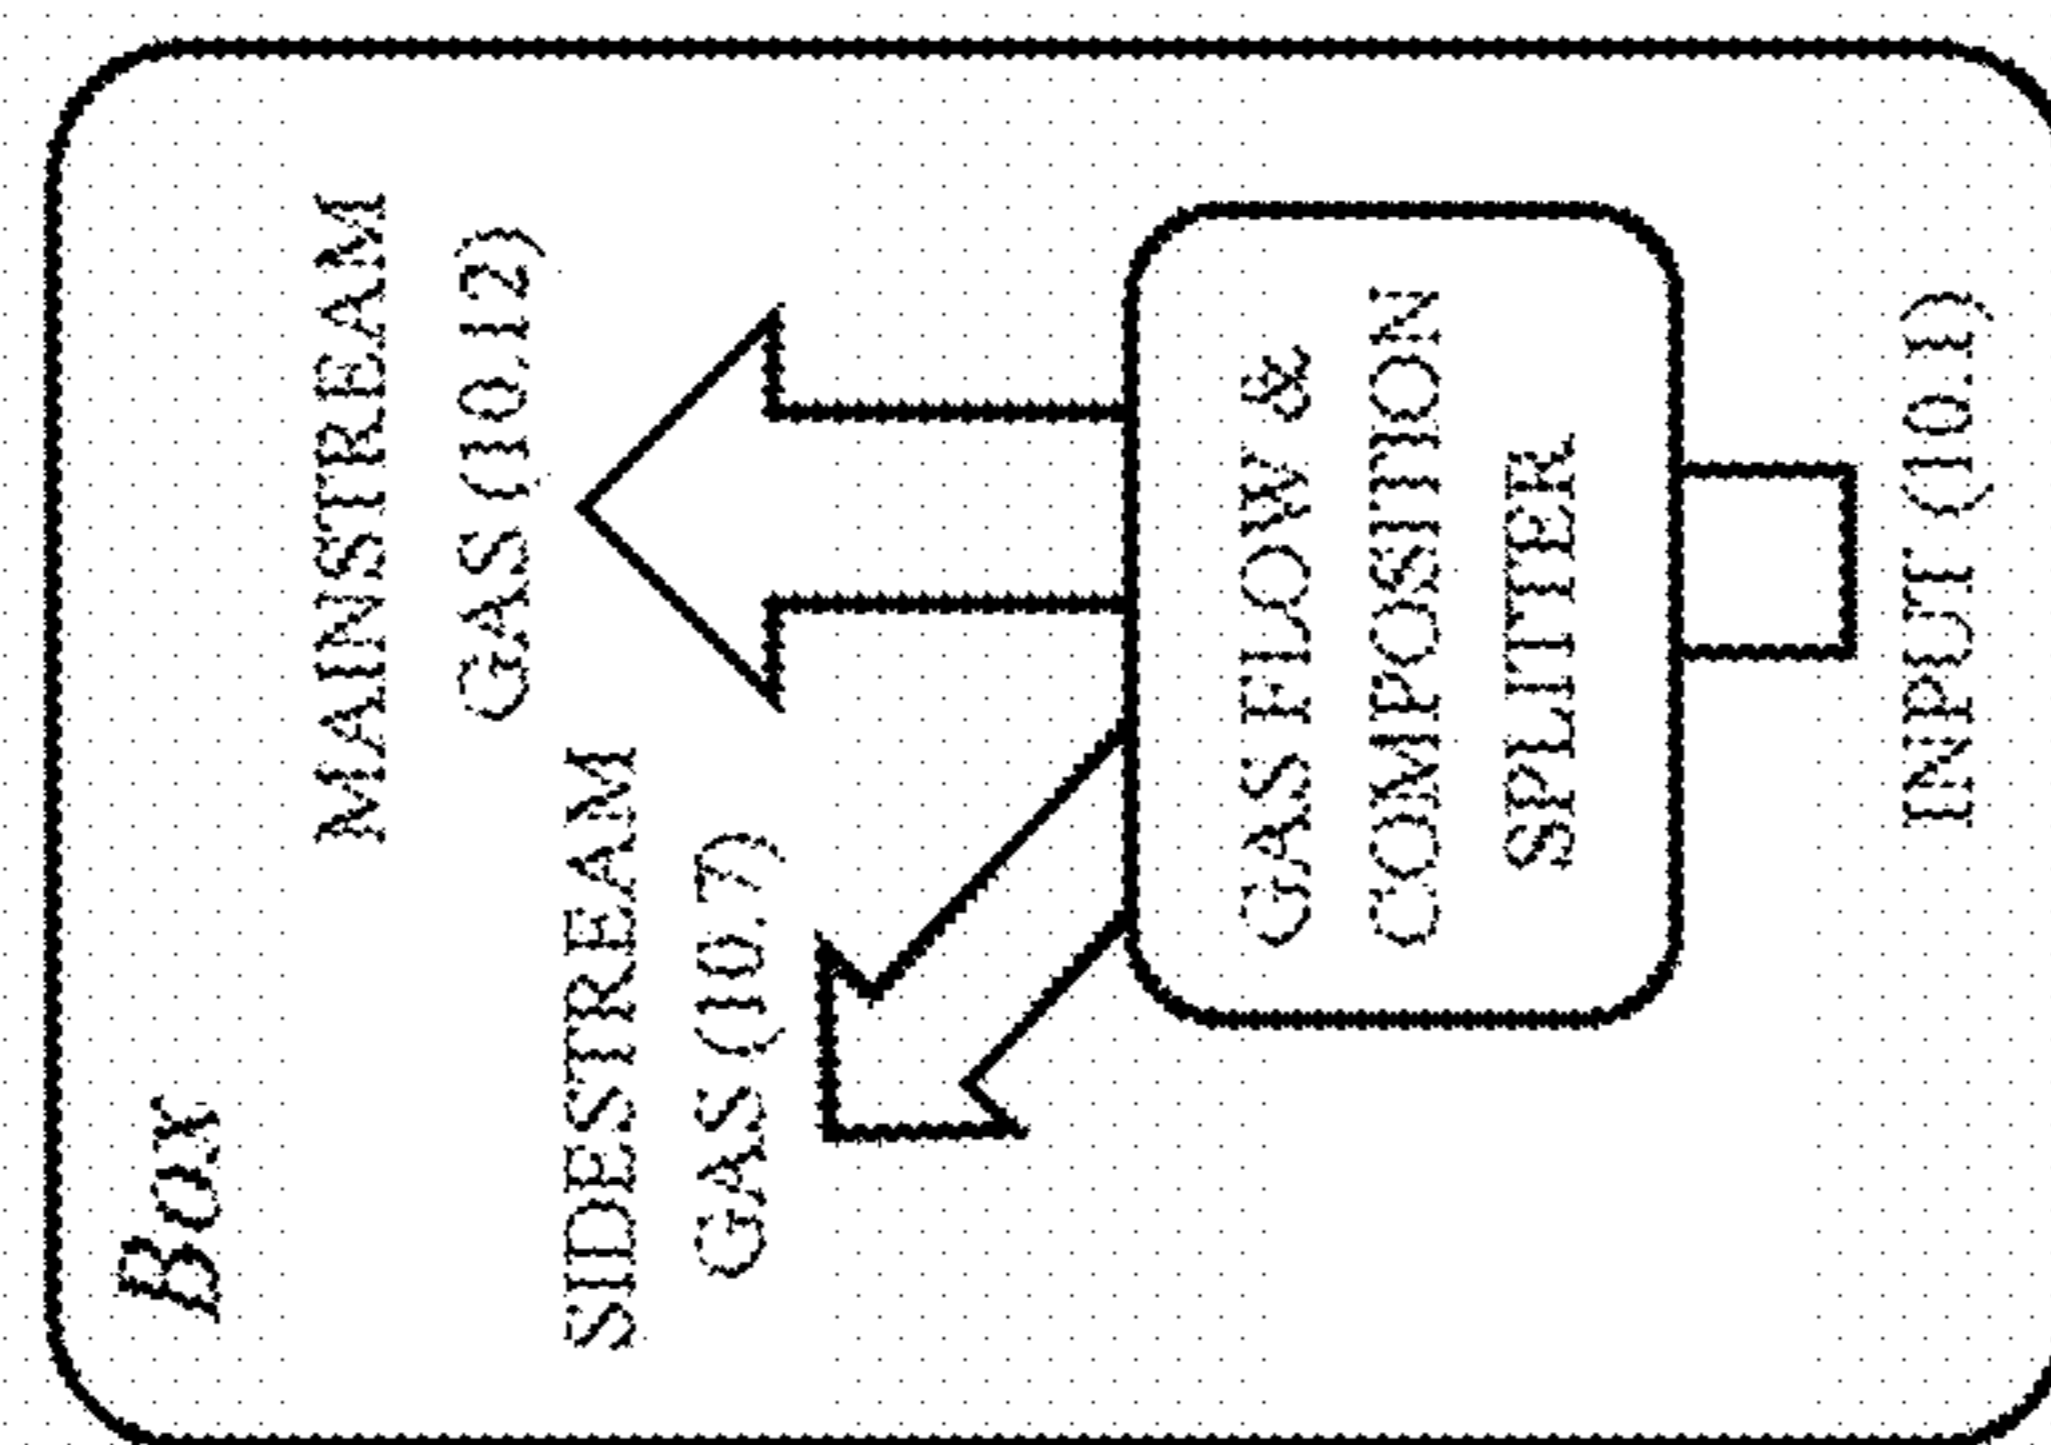 Box
MAINSTREAM
GAS (10.12)
SIDESTREAM
GAS (10.7)
GAS FLOW &
COMPOSITION
SPLITTER
INPUT (10.1)